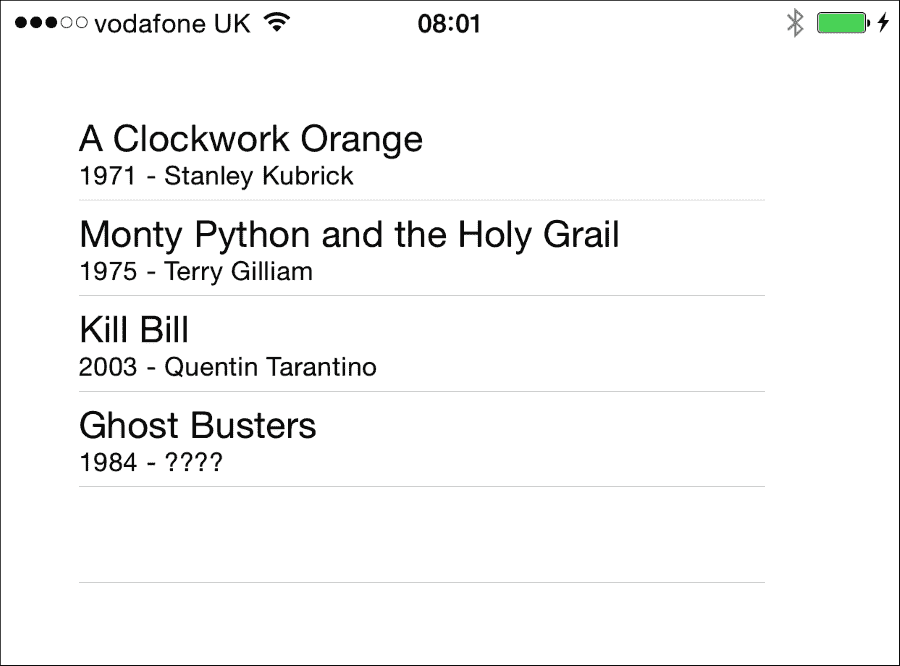 vodafone UK 08:01
A Clockwork Orange
1971 - Stanley Kubrick
Monty Python and the Holy Grail
1975 - Terry Gilliam
Kill Bill
2003 - Quentin Tarantino
Ghost Busters
1984 - ????